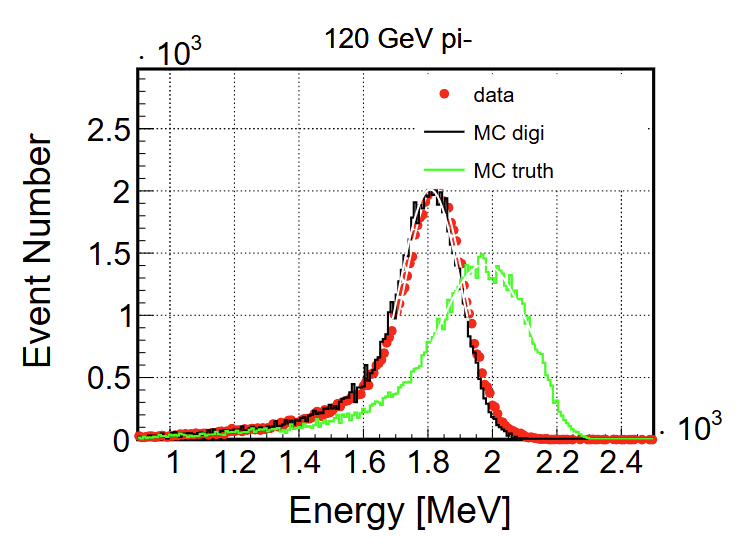 120 GeV pi-
· 10³
data
MC digi
MC truth
Event Number
2.5
2
1.5
1
0.5
0
1 1.2 1.4 1.6 1.8 2 2.2 2.4
· 10³
Energy [MeV]